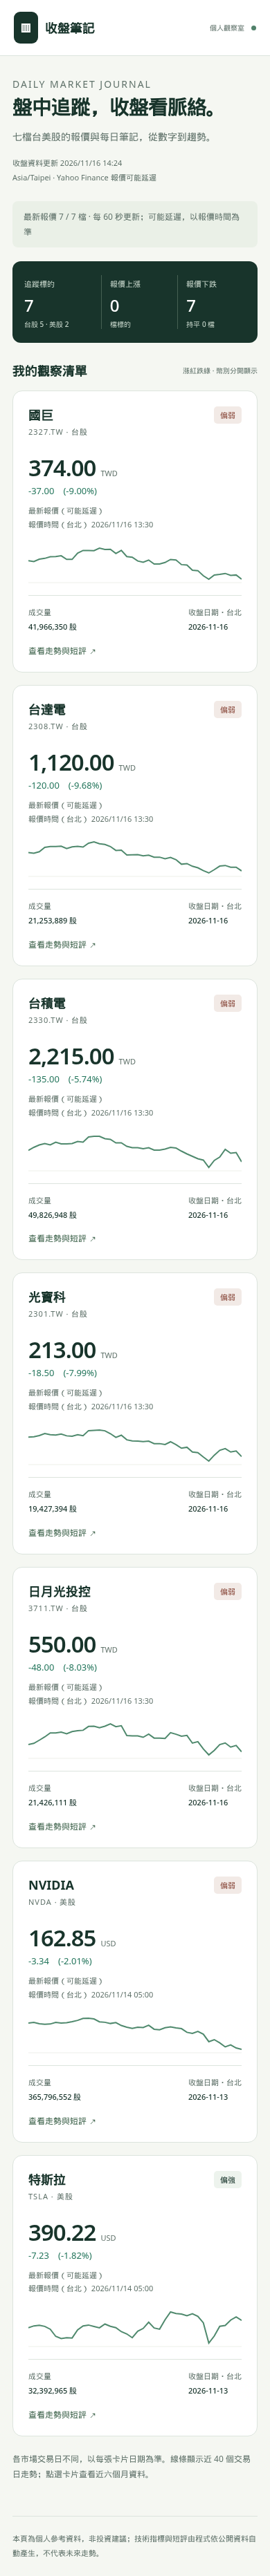 收盤筆記
個人觀察室
DAILY MARKET JOURNAL
盤中追蹤，收盤看脈絡。
七檔台美股的報價與每日筆記，從數字到趨勢。
收盤資料更新 2026/11/16 14:24
Asia/Taipei · Yahoo Finance 報價可能延遲
最新報價 7 / 7 檔 · 每 60 秒更新；可能延遲，以報價時間為
準
追蹤標的
7
台股 5 · 美股 2
報價上漲
0
檔標的
報價下跌
7
持平 0 檔
我的觀察清單
漲紅跌綠 · 幣別分開顯示
國巨
偏弱
2327.TW · 台股
374.00 TWD
-37.00 (-9.00%)
最新報價（可能延遲）
報價時間（台北） 2026/11/16 13:30
成交量
41,966,350 股
收盤日期・台北
2026-11-16
查看走勢與短評 ↗
台達電
偏弱
2308.TW · 台股
1,120.00 TWD
-120.00 (-9.68%)
最新報價（可能延遲）
報價時間（台北） 2026/11/16 13:30
成交量
21,253,889 股
收盤日期・台北
2026-11-16
查看走勢與短評 ↗
台積電
偏弱
2330.TW · 台股
2,215.00 TWD
-135.00 (-5.74%)
最新報價（可能延遲）
報價時間（台北） 2026/11/16 13:30
成交量
49,826,948 股
收盤日期・台北
2026-11-16
查看走勢與短評 ↗
光寶科
偏弱
2301.TW · 台股
213.00 TWD
-18.50 (-7.99%)
最新報價（可能延遲）
報價時間（台北） 2026/11/16 13:30
成交量
19,427,394 股
收盤日期・台北
2026-11-16
查看走勢與短評 ↗
日月光投控
偏弱
3711.TW · 台股
550.00 TWD
-48.00 (-8.03%)
最新報價（可能延遲）
報價時間（台北） 2026/11/16 13:30
成交量
21,426,111 股
收盤日期・台北
2026-11-16
查看走勢與短評 ↗
NVIDIA
偏弱
NVDA · 美股
162.85 USD
-3.34 (-2.01%)
最新報價（可能延遲）
報價時間（台北） 2026/11/14 05:00
成交量
365,796,552 股
收盤日期・台北
2026-11-13
查看走勢與短評 ↗
特斯拉
偏強
TSLA · 美股
390.22 USD
-7.23 (-1.82%)
最新報價（可能延遲）
報價時間（台北） 2026/11/14 05:00
成交量
32,392,965 股
收盤日期・台北
2026-11-13
查看走勢與短評 ↗
各市場交易日不同，以每張卡片日期為準。線條顯示近 40 個交易
日走勢；點選卡片查看近六個月資料。
本頁為個人參考資料，非投資建議；技術指標與短評由程式依公開資料自
動產生，不代表未來走勢。